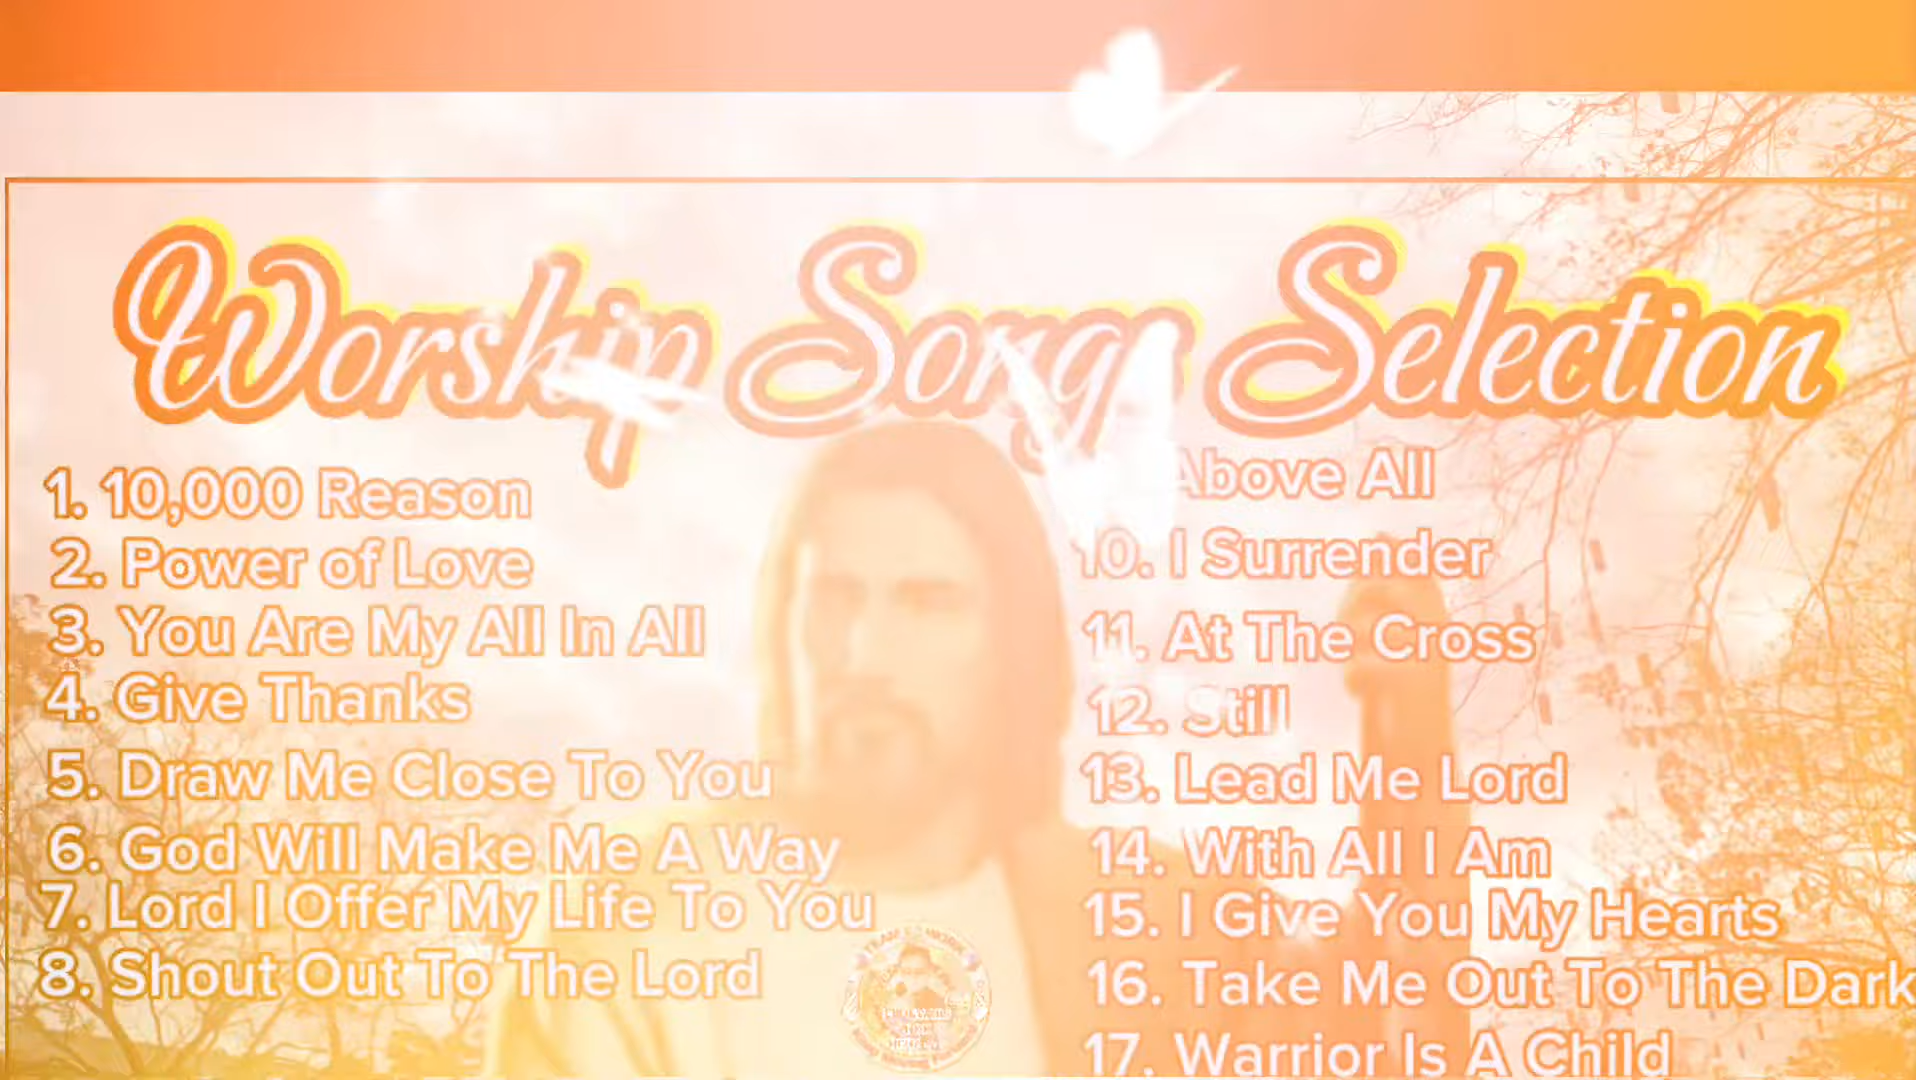 Worship Songs Selection
1. 10,000 Reason
2. Power of Love
3. You Are My All In All
4. Give Thanks
5. Draw Me Close To You
6. God Will Make Me A Way
7. Lord I Offer My Life To You
8. Shout Out To The Lord
Above All
10. I Surrender
11. At The Cross
12. Still
13. Lead Me Lord
14. With All I Am
15. I Give You My Hearts
16. Take Me Out To The Dark
17. Warrior Is A Child